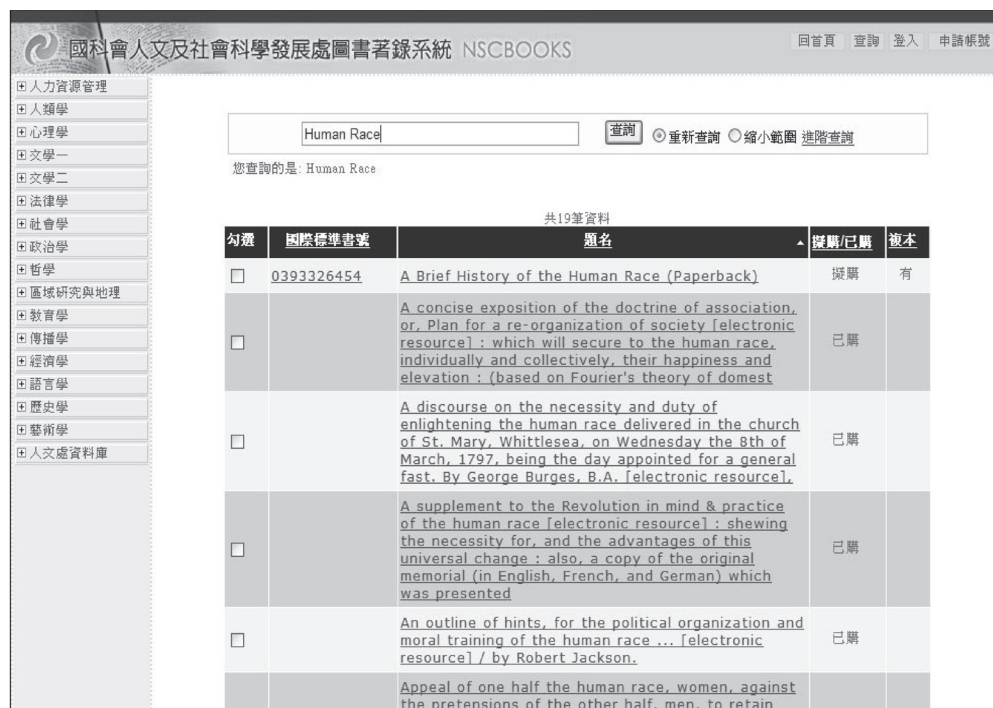 國科會人文及社會科學發展處圖書著錄系統 NSCBOOKS
回首頁 查詢 登入 申請帳號
人力資源管理
人類學
心理學
文學一
文學二
法律學
社會學
政治學
哲學
區域研究與地理
教育學
傳播學
經濟學
語言學
歷史學
藝術學
人文處資料庫
Human Race 查詢 重新查詢 縮小範圍 進階查詢
您查詢的是: Human Race
共19筆資料
勾選 國際標準書號 題名 擬購/已購 複本
0393326454 A Brief History of the Human Race (Paperback) 擬購 有
A concise exposition of the doctrine of association,
or, Plan for a re-organization of society [electronic
resource] : which will secure to the human race, 已購
individually and collectively, their happiness and
elevation : (based on Fourier's theory of domest
A discourse on the necessity and duty of
enlightening the human race delivered in the church
of St. Mary, Whittlesea, on Wednesday the 8th of 已購
March, 1797, being the day appointed for a general
fast. By George Burges, B.A. [electronic resource],
A supplement to the Revolution in mind & practice
of the human race [electronic resource] : shewing
the necessity for, and the advantages of this 已購
universal change : also, a copy of the original
memorial (in English, French, and German) which
was presented
An outline of hints, for the political organization and
moral training of the human race ... [electronic 已購
resource] / by Robert Jackson.
Appeal of one half the human race, women, against
the pretensions of the other half, men, to retain